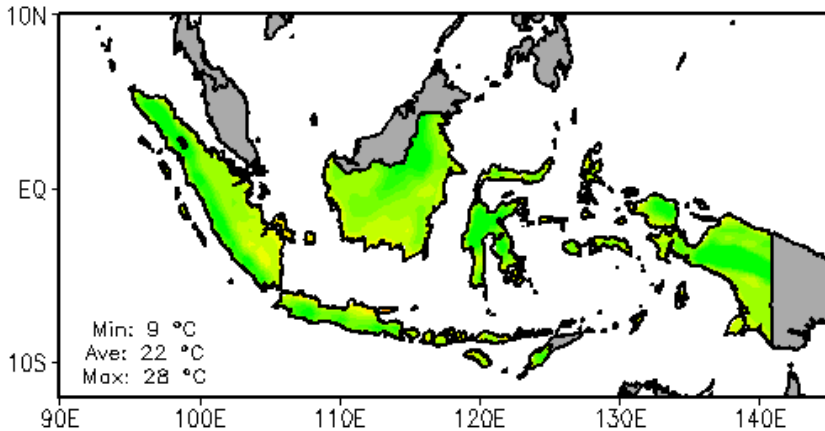 10N
EQ
10S
Min: 9 °C
Ave: 22 °C
Max: 28 °C
90E 100E 110E 120E 130E 140E